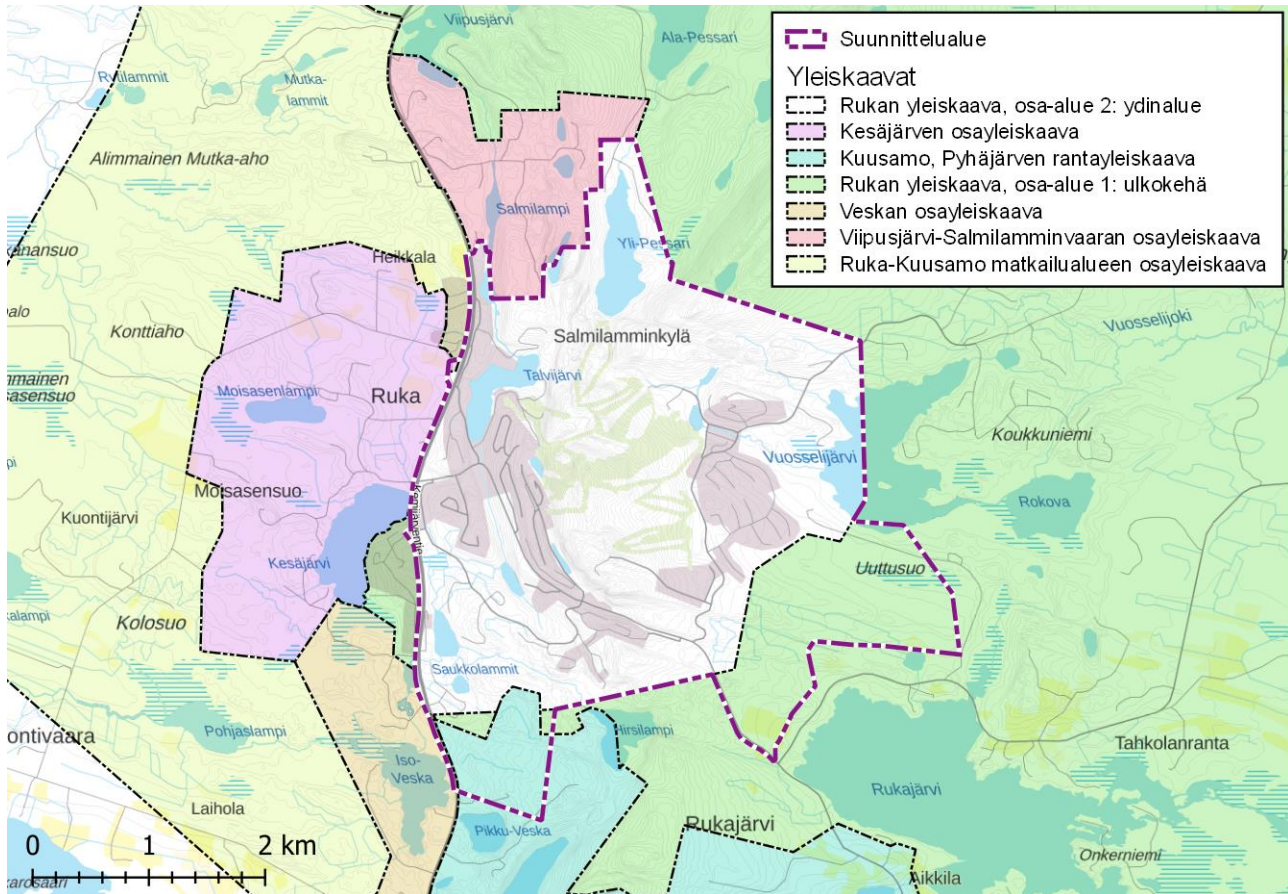 Suunnittelualue
Yleiskaavat
Rukan yleiskaava, osa-alue 2: ydinalue
Kesäjärven osayleiskaava
Kuusamo, Pyhäjärven rantayleiskaava
Rukan yleiskaava, osa-alue 1: ulkokehä
Veskan osayleiskaava
Viipusjärvi-Salmilamminvaaran osayleiskaava
Ruka-Kuusamo matkailualueen osayleiskaava
Viipusjärvi
Ala-Pessari
Rytilammit
Mutka-
lammit
Alimmainen Mutka-aho
Salmilampi
Yli-Pessari
Heikkala
Konttiaho
Salmilamminkylä
Vuosselijoki
Talvijärvi
Moisasenlampi
Ruka
Koukkuniemi
Vuosselijärvi
Moisasensuo
Rokova
Kuontijärvi
Kesäjärvi
Uuttusuo
Kolosuo
Saukkolammit
Pohjaslampi
Hirsilampi
ontivaara
Iso-
Veska
Tahkolanranta
Rukajärvi
Laihola
Pikku-Veska
Rukajärvi
Onkerniemi
Aikkila
0 1 2 km
karosaari